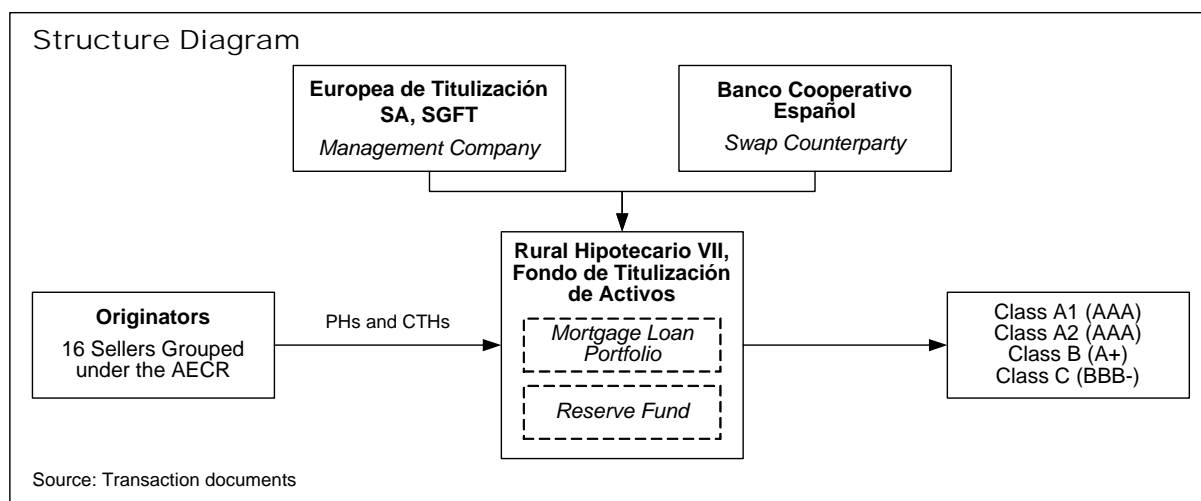 Structure Diagram
Europea de Titulización
SA, SGFT
Management Company
Banco Cooperativo
Español
Swap Counterparty
Originators
16 Sellers Grouped
under the AECR
PHs and CTHs
Rural Hipotecario VII,
Fondo de Titulización
de Activos
Mortgage Loan
Portfolio
Reserve Fund
Class A1 (AAA)
Class A2 (AAA)
Class B (A+)
Class C (BBB-)
Source: Transaction documents